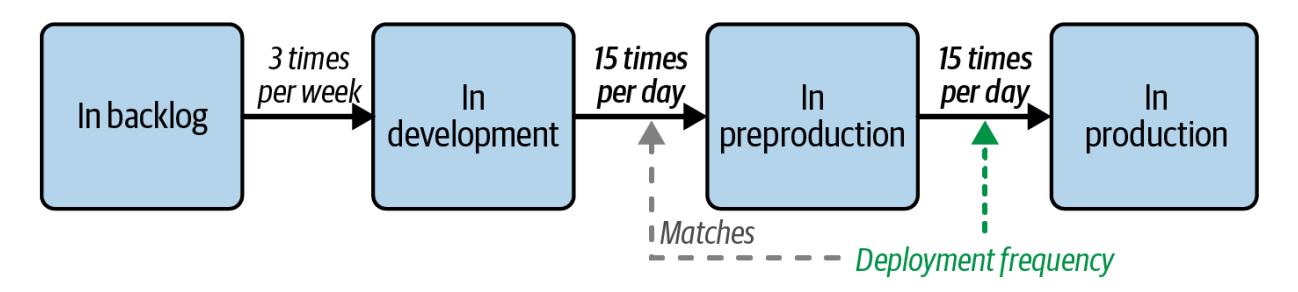 In backlog
3 times
per week
In
development
15 times
per day
In
preproduction
15 times
per day
In
production
Matches
Deployment frequency